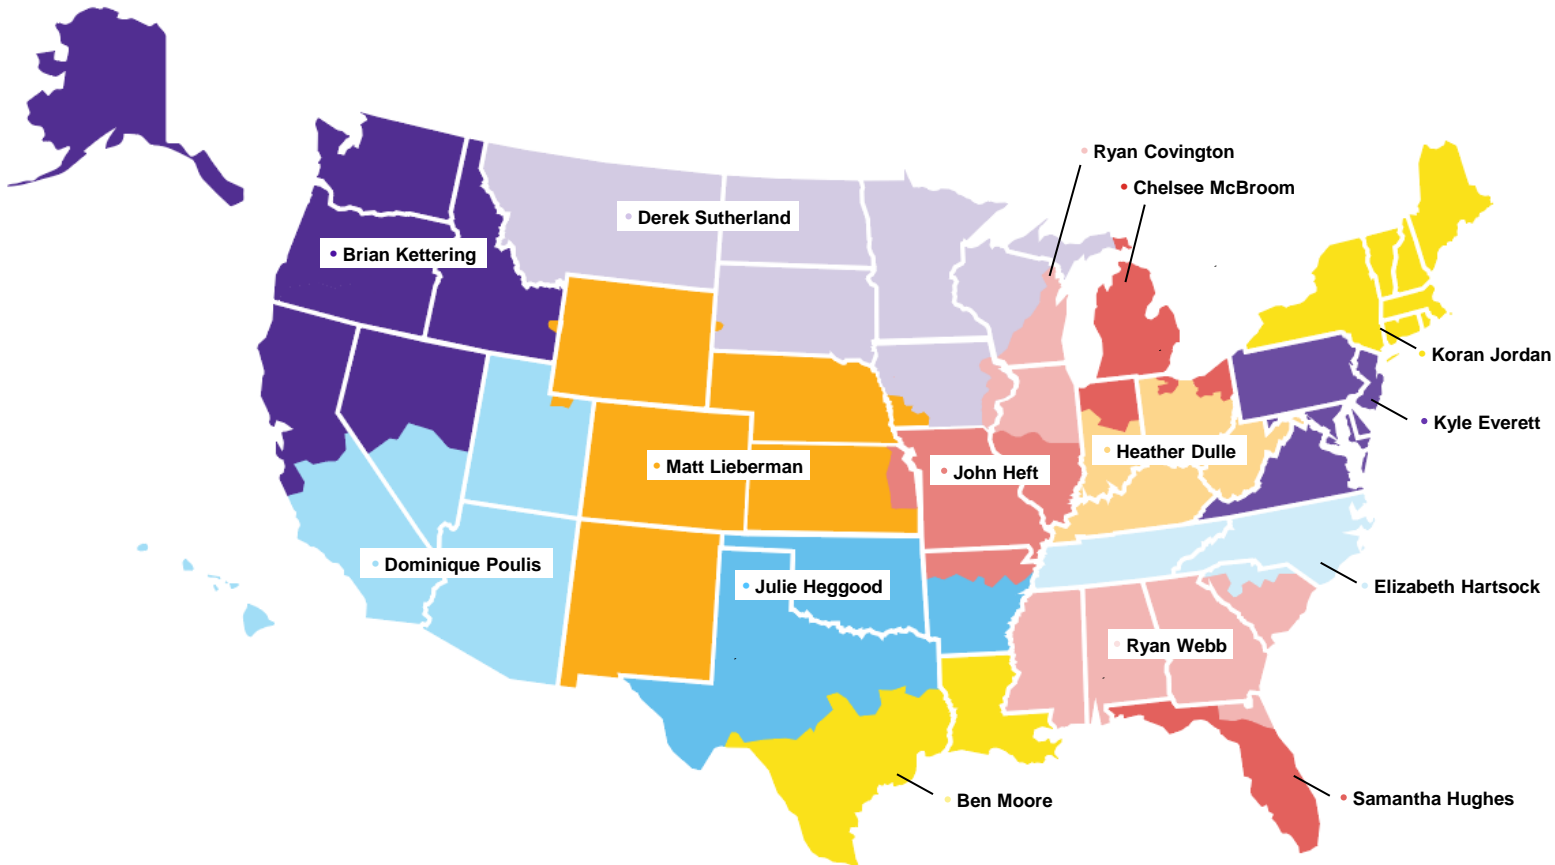 Ryan Covington
Chelsee McBroom
Derek Sutherland
Brian Kettering
Koran Jordan
Kyle Everett
Heather Dulle
Matt Lieberman
John Heft
Dominique Poulis
Julie Heggood
Elizabeth Hartsock
Ryan Webb
Ben Moore
Samantha Hughes